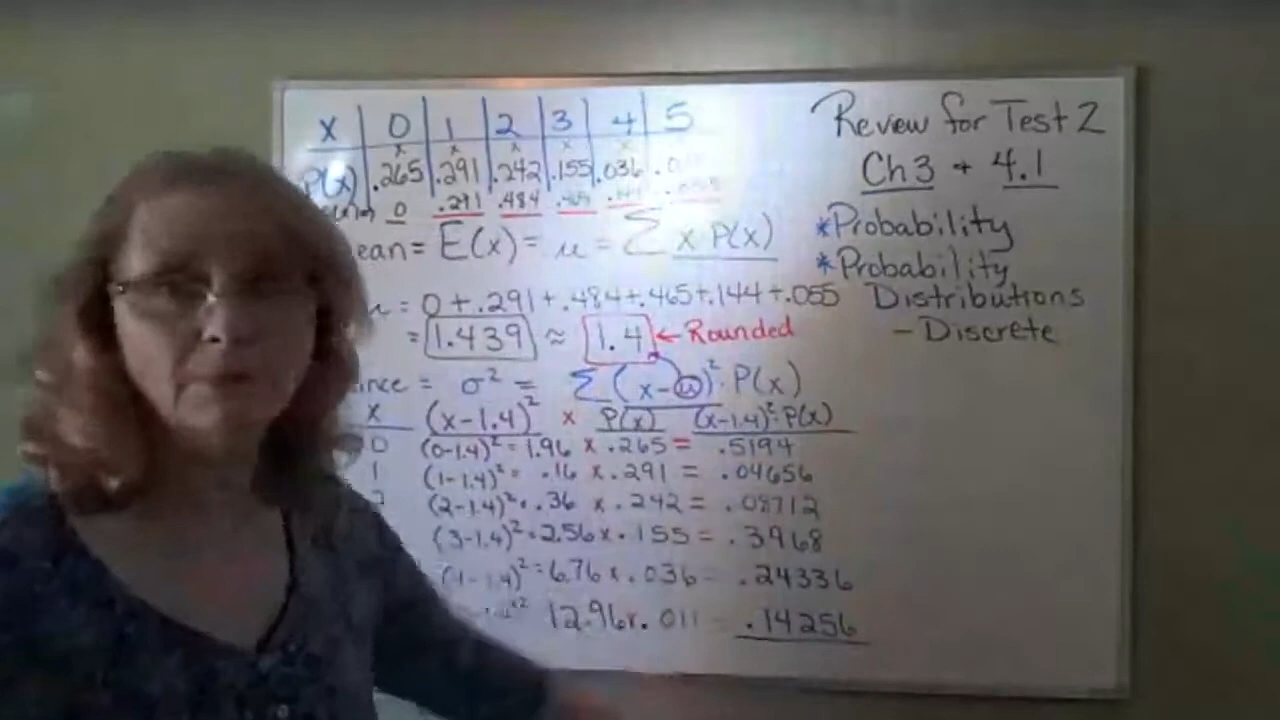 X 0 1 2 3 4 5
P(x) .265 .291 .242 .155 .036
0 .291 .484
ean = E(x) = μ = Σ x P(x)
= 0 + .291 + .484 + .465 + .144 + .055
= 1.439 ≈ 1.4 ← Rounded
ince = σ² = Σ (x-μ)² · P(x)
X (x-1.4)² x P(x) (x-1.4)² · P(x)
0 (0-1.4)² = 1.96 x .265 = .5194
1 (1-1.4)² = .16 x .291 = .04656
(2-1.4)² = .36 x .242 = .08712
(3-1.4)² = 2.56 x .155 = .3968
-1.4)² = 6.76 x .036 = .24336
12.96 x .011 .14256
Review for Test 2
Ch 3 + 4.1
*Probability
*Probability
Distributions
- Discrete